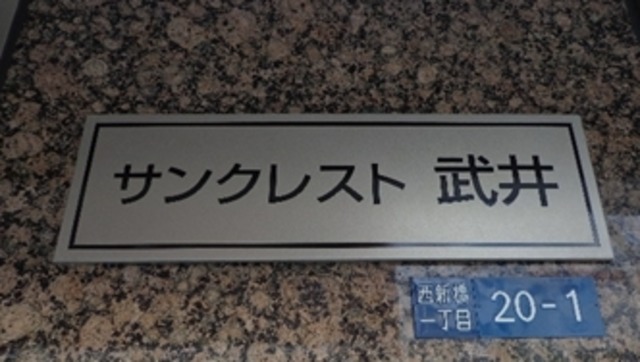 サンクレスト 武井
西新橋
一丁目
20-1